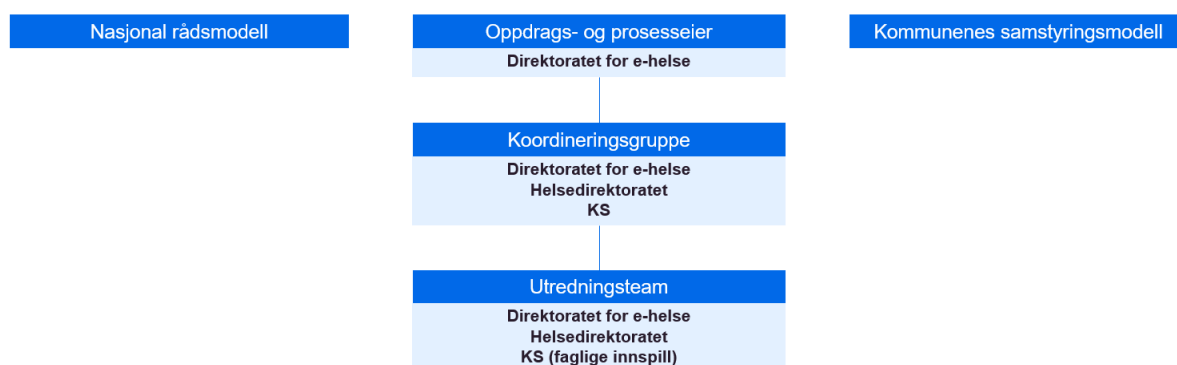 Nasjonal rådsmodell
Oppdrags- og prosesseier
Kommunenes samstyringsmodell
Direktoratet for e-helse
Koordineringsgruppe
Direktoratet for e-helse
Helsedirektoratet
KS
Utredningsteam
Direktoratet for e-helse
Helsedirektoratet
KS (faglige innspill)